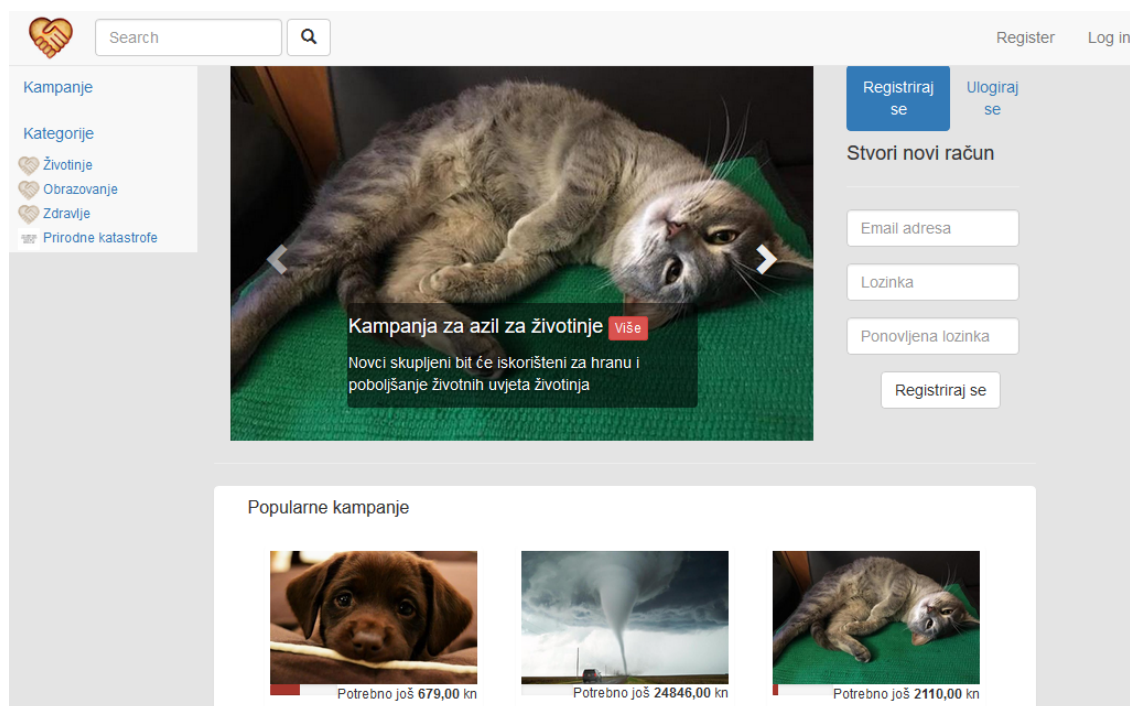 Search
Register
Log in
Kampanje
Kategorije
Životinje
Obrazovanje
Zdravlje
Prirodne katastrofe
Kampanja za azil za životinje Više
Novci skupljeni bit će iskorišteni za hranu i
poboljšanje životnih uvjeta životinja
Registriraj
se
Ulogiraj
se
Stvori novi račun
Email adresa
Lozinka
Ponovljena lozinka
Registriraj se
Popularne kampanje
Potrebno još 679,00 kn
Potrebno još 24846,00 kn
Potrebno još 2110,00 kn